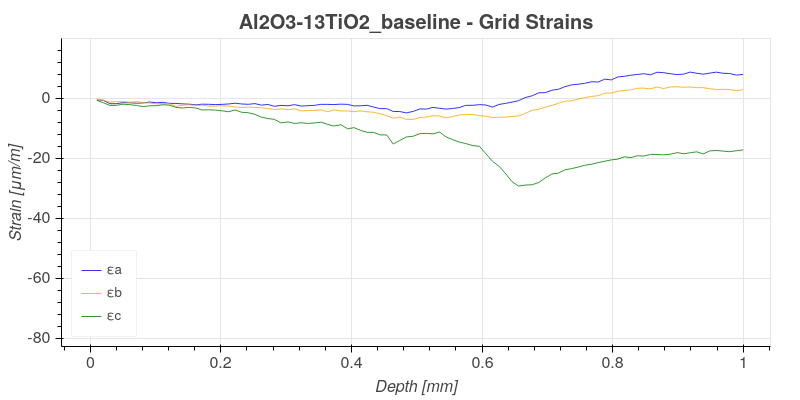 Al2O3-13TiO2_baseline - Grid Strains
Strain [μm/m]
0
-20
-40
-60
-80
εa
εb
εc
0
0.2
0.4
0.6
0.8
1
Depth [mm]